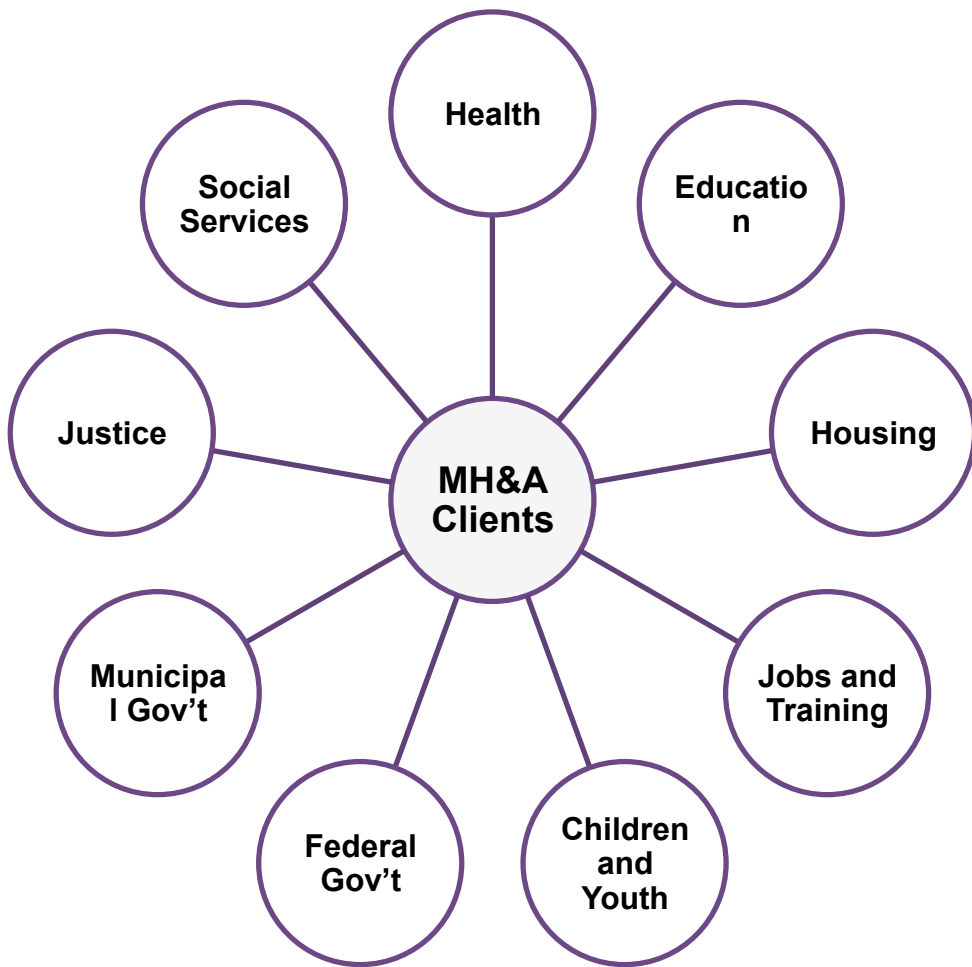 Health
Social
Services
Educatio
n
Justice
Housing
MH&A
Clients
Municipa
l Gov’t
Jobs and
Training
Federal
Gov’t
Children
and
Youth